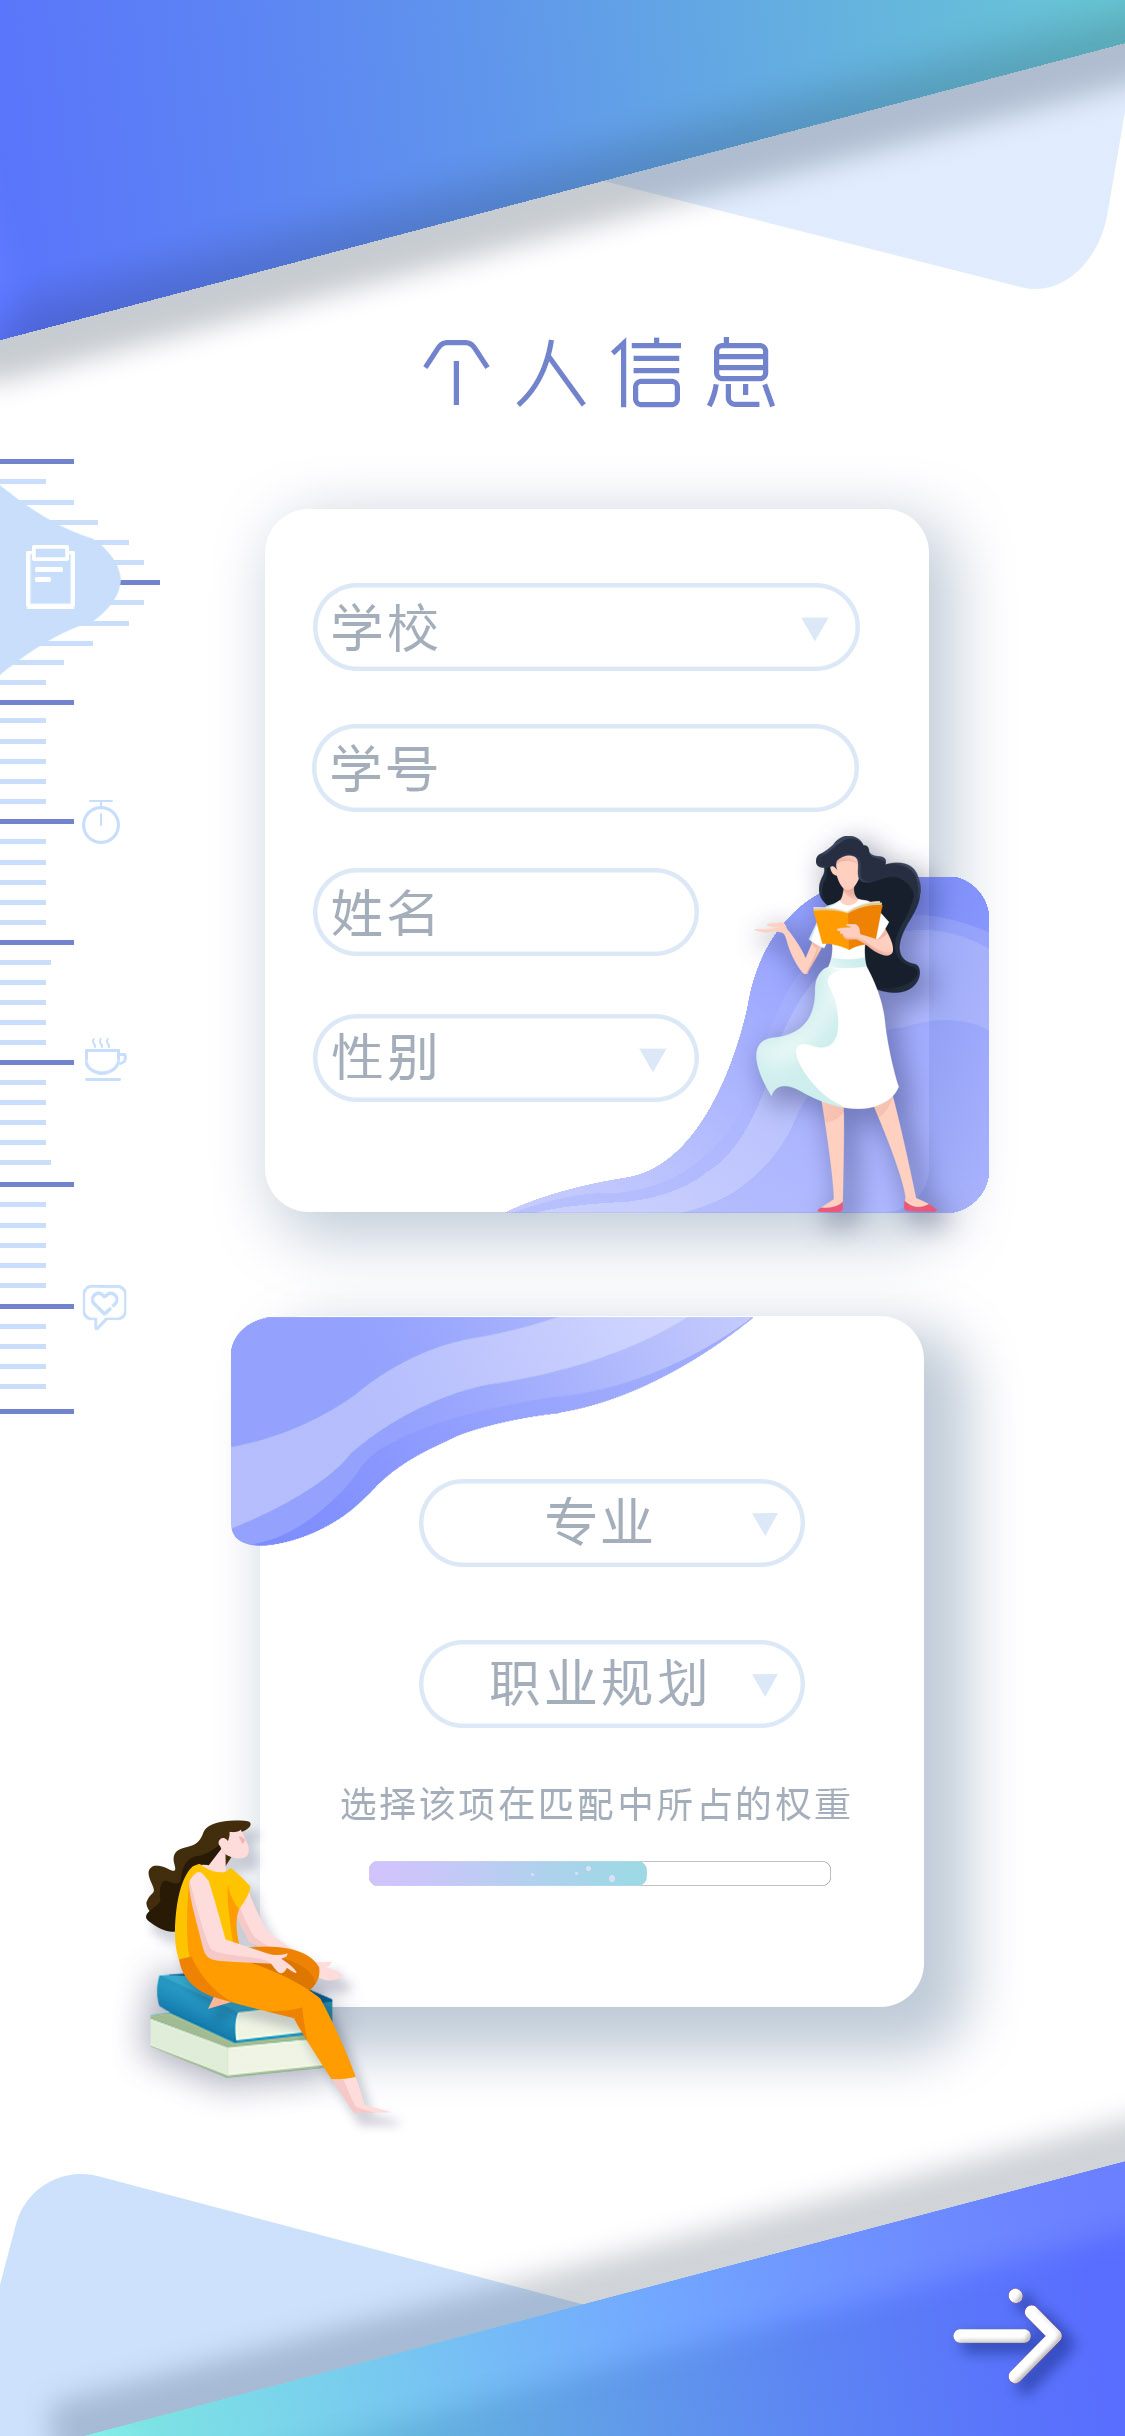 个人信息
学校
学号
姓名
性别
专业
职业规划
选择该项在匹配中所占的权重